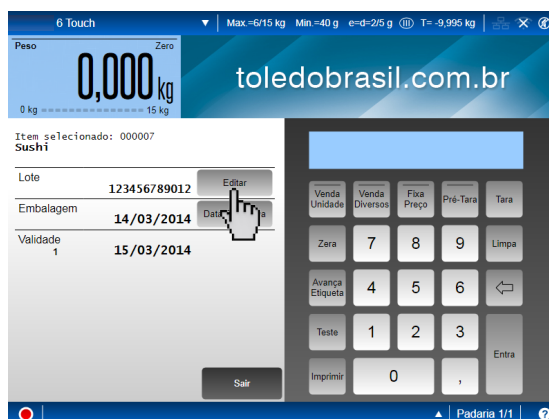 6 Touch ▼ Max.=6/15 kg Min.=40 g e=d=2/5 g (III) T= -9,995 kg
Peso Zero
0,000 kg
0 kg 15 kg
toledobrasil.com.br
Item selecionado: 000007
Sushi
Lote
123456789012
Editar
Embalagem
14/03/2014
Validade
1
15/03/2014
Sair
Venda Unidade
Venda Diversos
Fixa Preço
Pré-Tara
Tara
Zera
7
8
9
Limpa
Avança Etiqueta
4
5
6
Teste
1
2
3
Entra
Imprimir
0
,
▲ Padaria 1/1 ?